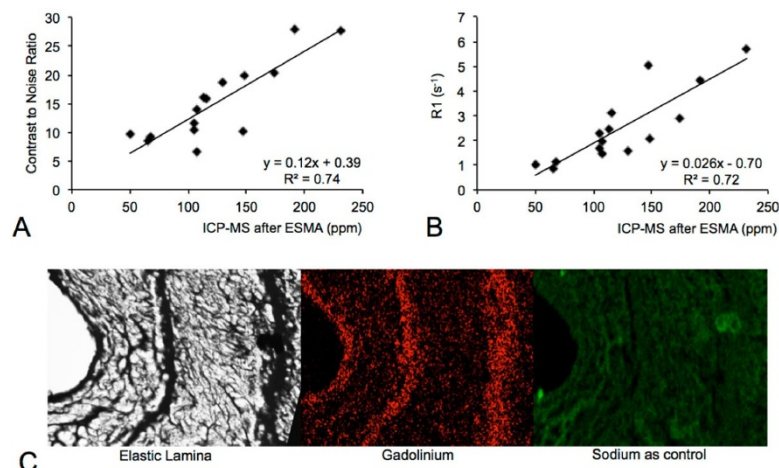 Contrast to Noise Ratio
30
25
20
15
10
5
0
0 50 100 150 200 250
y = 0.12x + 0.39
R² = 0.74
A
ICP-MS after ESMA (ppm)
R1 (s⁻¹)
7
6
5
4
3
2
1
0
0 50 100 150 200 250
y = 0.026x - 0.70
R² = 0.72
B
ICP-MS after ESMA (ppm)
C
Elastic Lamina
Gadolinium
Sodium as control